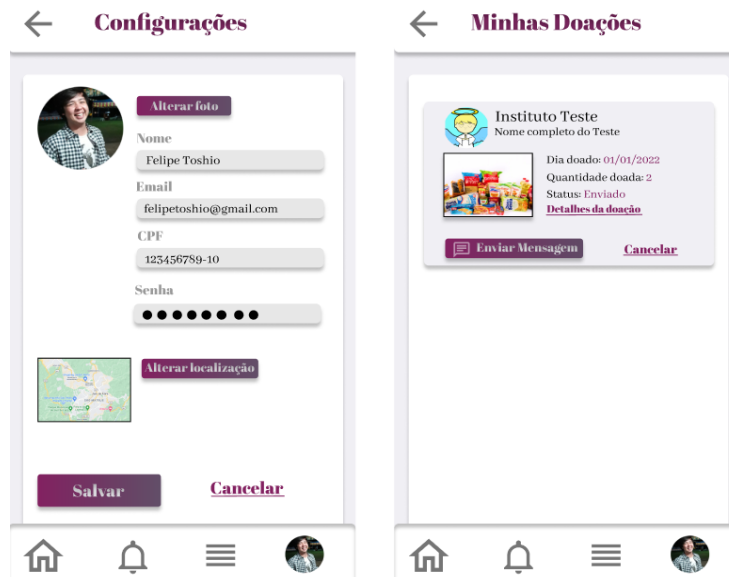 Configurações
Alterar foto
Nome
Felipe Toshio
Email
felipetoshio@gmail.com
CPF
123456789-10
Senha
Alterar localização
Salvar
Cancelar
Minhas Doações
Instituto Teste
Nome completo do Teste
Dia doado: 01/01/2022
Quantidade doada: 2
Status: Enviado
Detalhes da doação
Enviar Mensagem
Cancelar